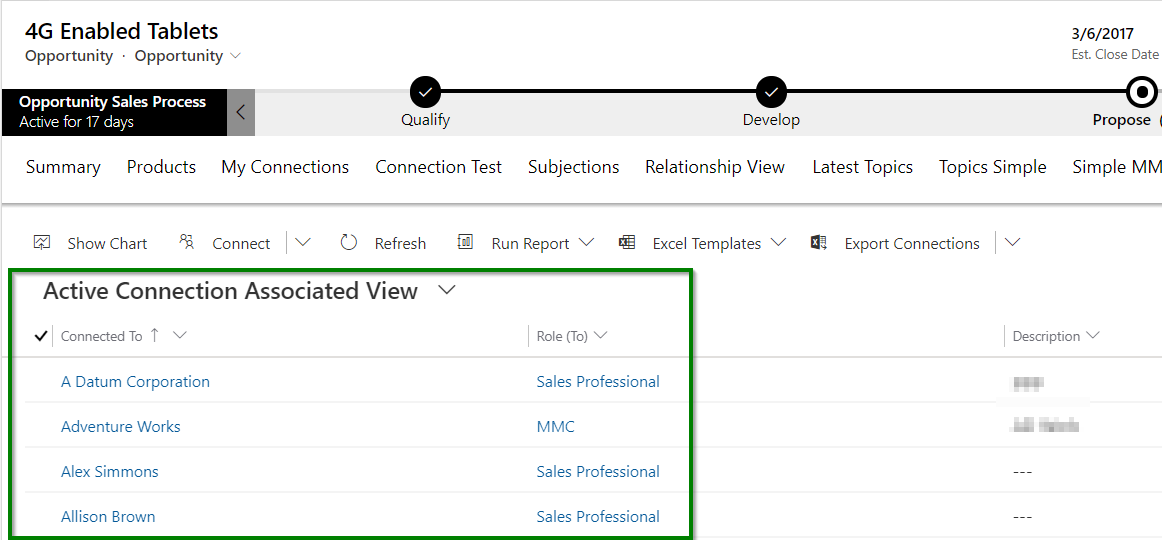 4G Enabled Tablets
Opportunity · Opportunity
3/6/2017
Est. Close Date
Opportunity Sales Process
Active for 17 days
Qualify
Develop
Propose
Summary Products My Connections Connection Test Subjections Relationship View Latest Topics Topics Simple Simple MM
Show Chart Connect Refresh Run Report Excel Templates Export Connections
Active Connection Associated View
Connected To Role (To) Description
A Datum Corporation Sales Professional
Adventure Works MMC
Alex Simmons Sales Professional ---
Allison Brown Sales Professional ---